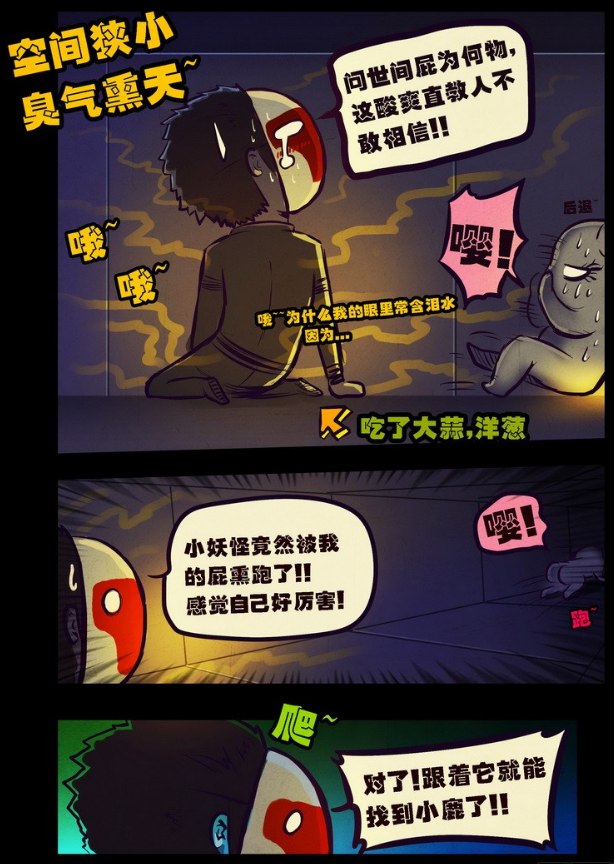 空间狭小
臭气熏天~
问世间屁为何物,
这酸爽直教人不
敢相信!!
后退~
嘤!
哦~
哦~
哦~~为什么我的眼里常含泪水
因为...
吃了大蒜,洋葱
小妖怪竟然被我
的屁熏跑了!!
感觉自己好厉害!
嘤!
跑~
爬~
对了!跟着它就能
找到小鹿了!!